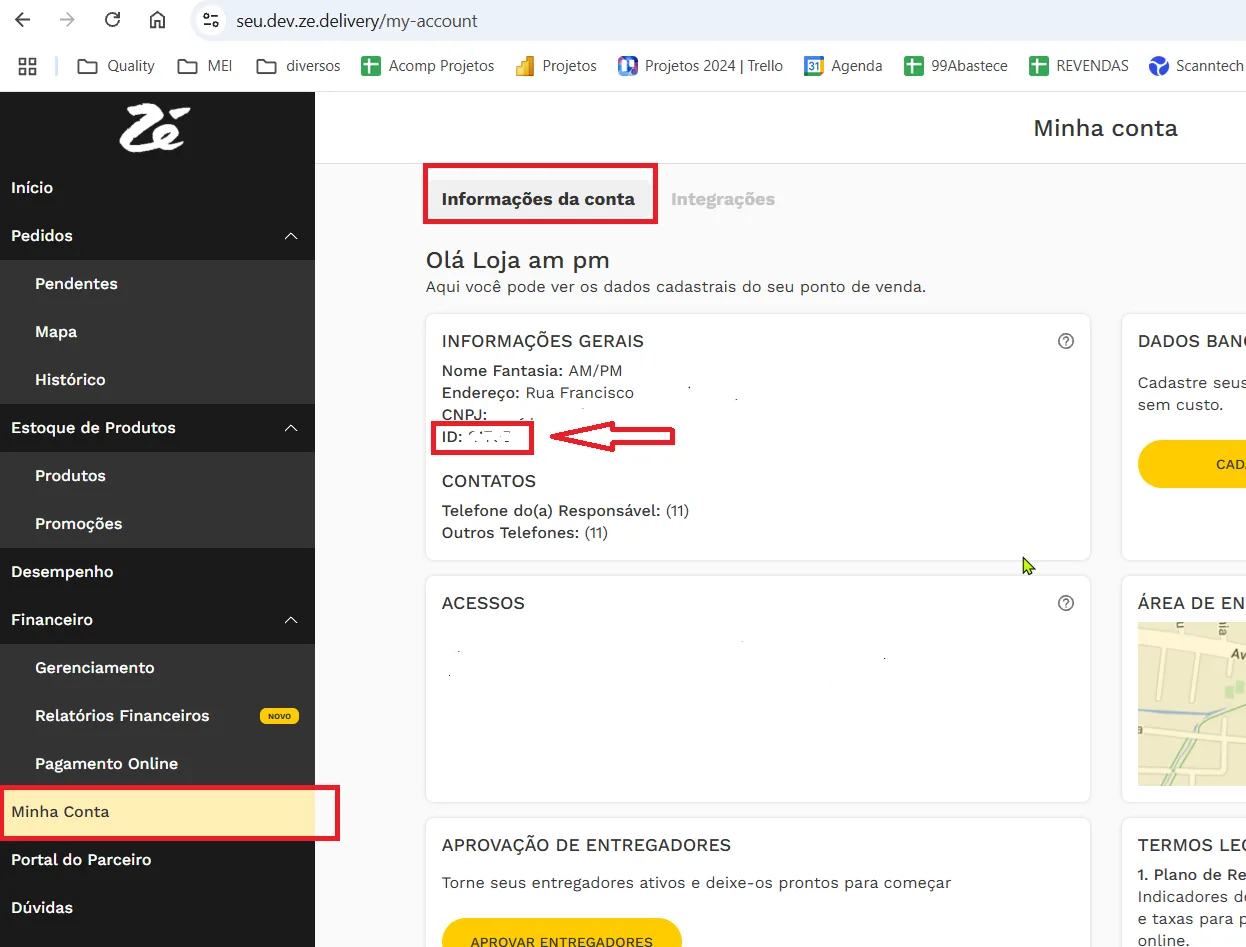 seu.dev.ze.delivery/my-account
Quality
MEI
diversos
Acomp Projetos
Projetos
Projetos 2024 | Trello
31
Agenda
99Abastece
REVENDAS
Scanntech
Zé
Minha conta
Início
Pedidos
Pendentes
Mapa
Histórico
Estoque de Produtos
Produtos
Promoções
Desempenho
Financeiro
Gerenciamento
Relatórios Financeiros
NOVO
Pagamento Online
Minha Conta
Portal do Parceiro
Dúvidas
Informações da conta
Integrações
Olá Loja am pm
Aqui você pode ver os dados cadastrais do seu ponto de venda.
INFORMAÇÕES GERAIS
Nome Fantasia: AM/PM
Endereço: Rua Francisco
CNPJ:
ID:
CONTATOS
Telefone do(a) Responsável: (11)
Outros Telefones: (11)
ACESSOS
APROVAÇÃO DE ENTREGADORES
Torne seus entregadores ativos e deixe-os prontos para começar
APROVAR ENTREGADORES
DADOS BANC
Cadastre seus
sem custo.
CADA
ÁREA DE EN
Av
TERMOS LEG
1. Plano de Re
Indicadores de
e taxas para p
online.